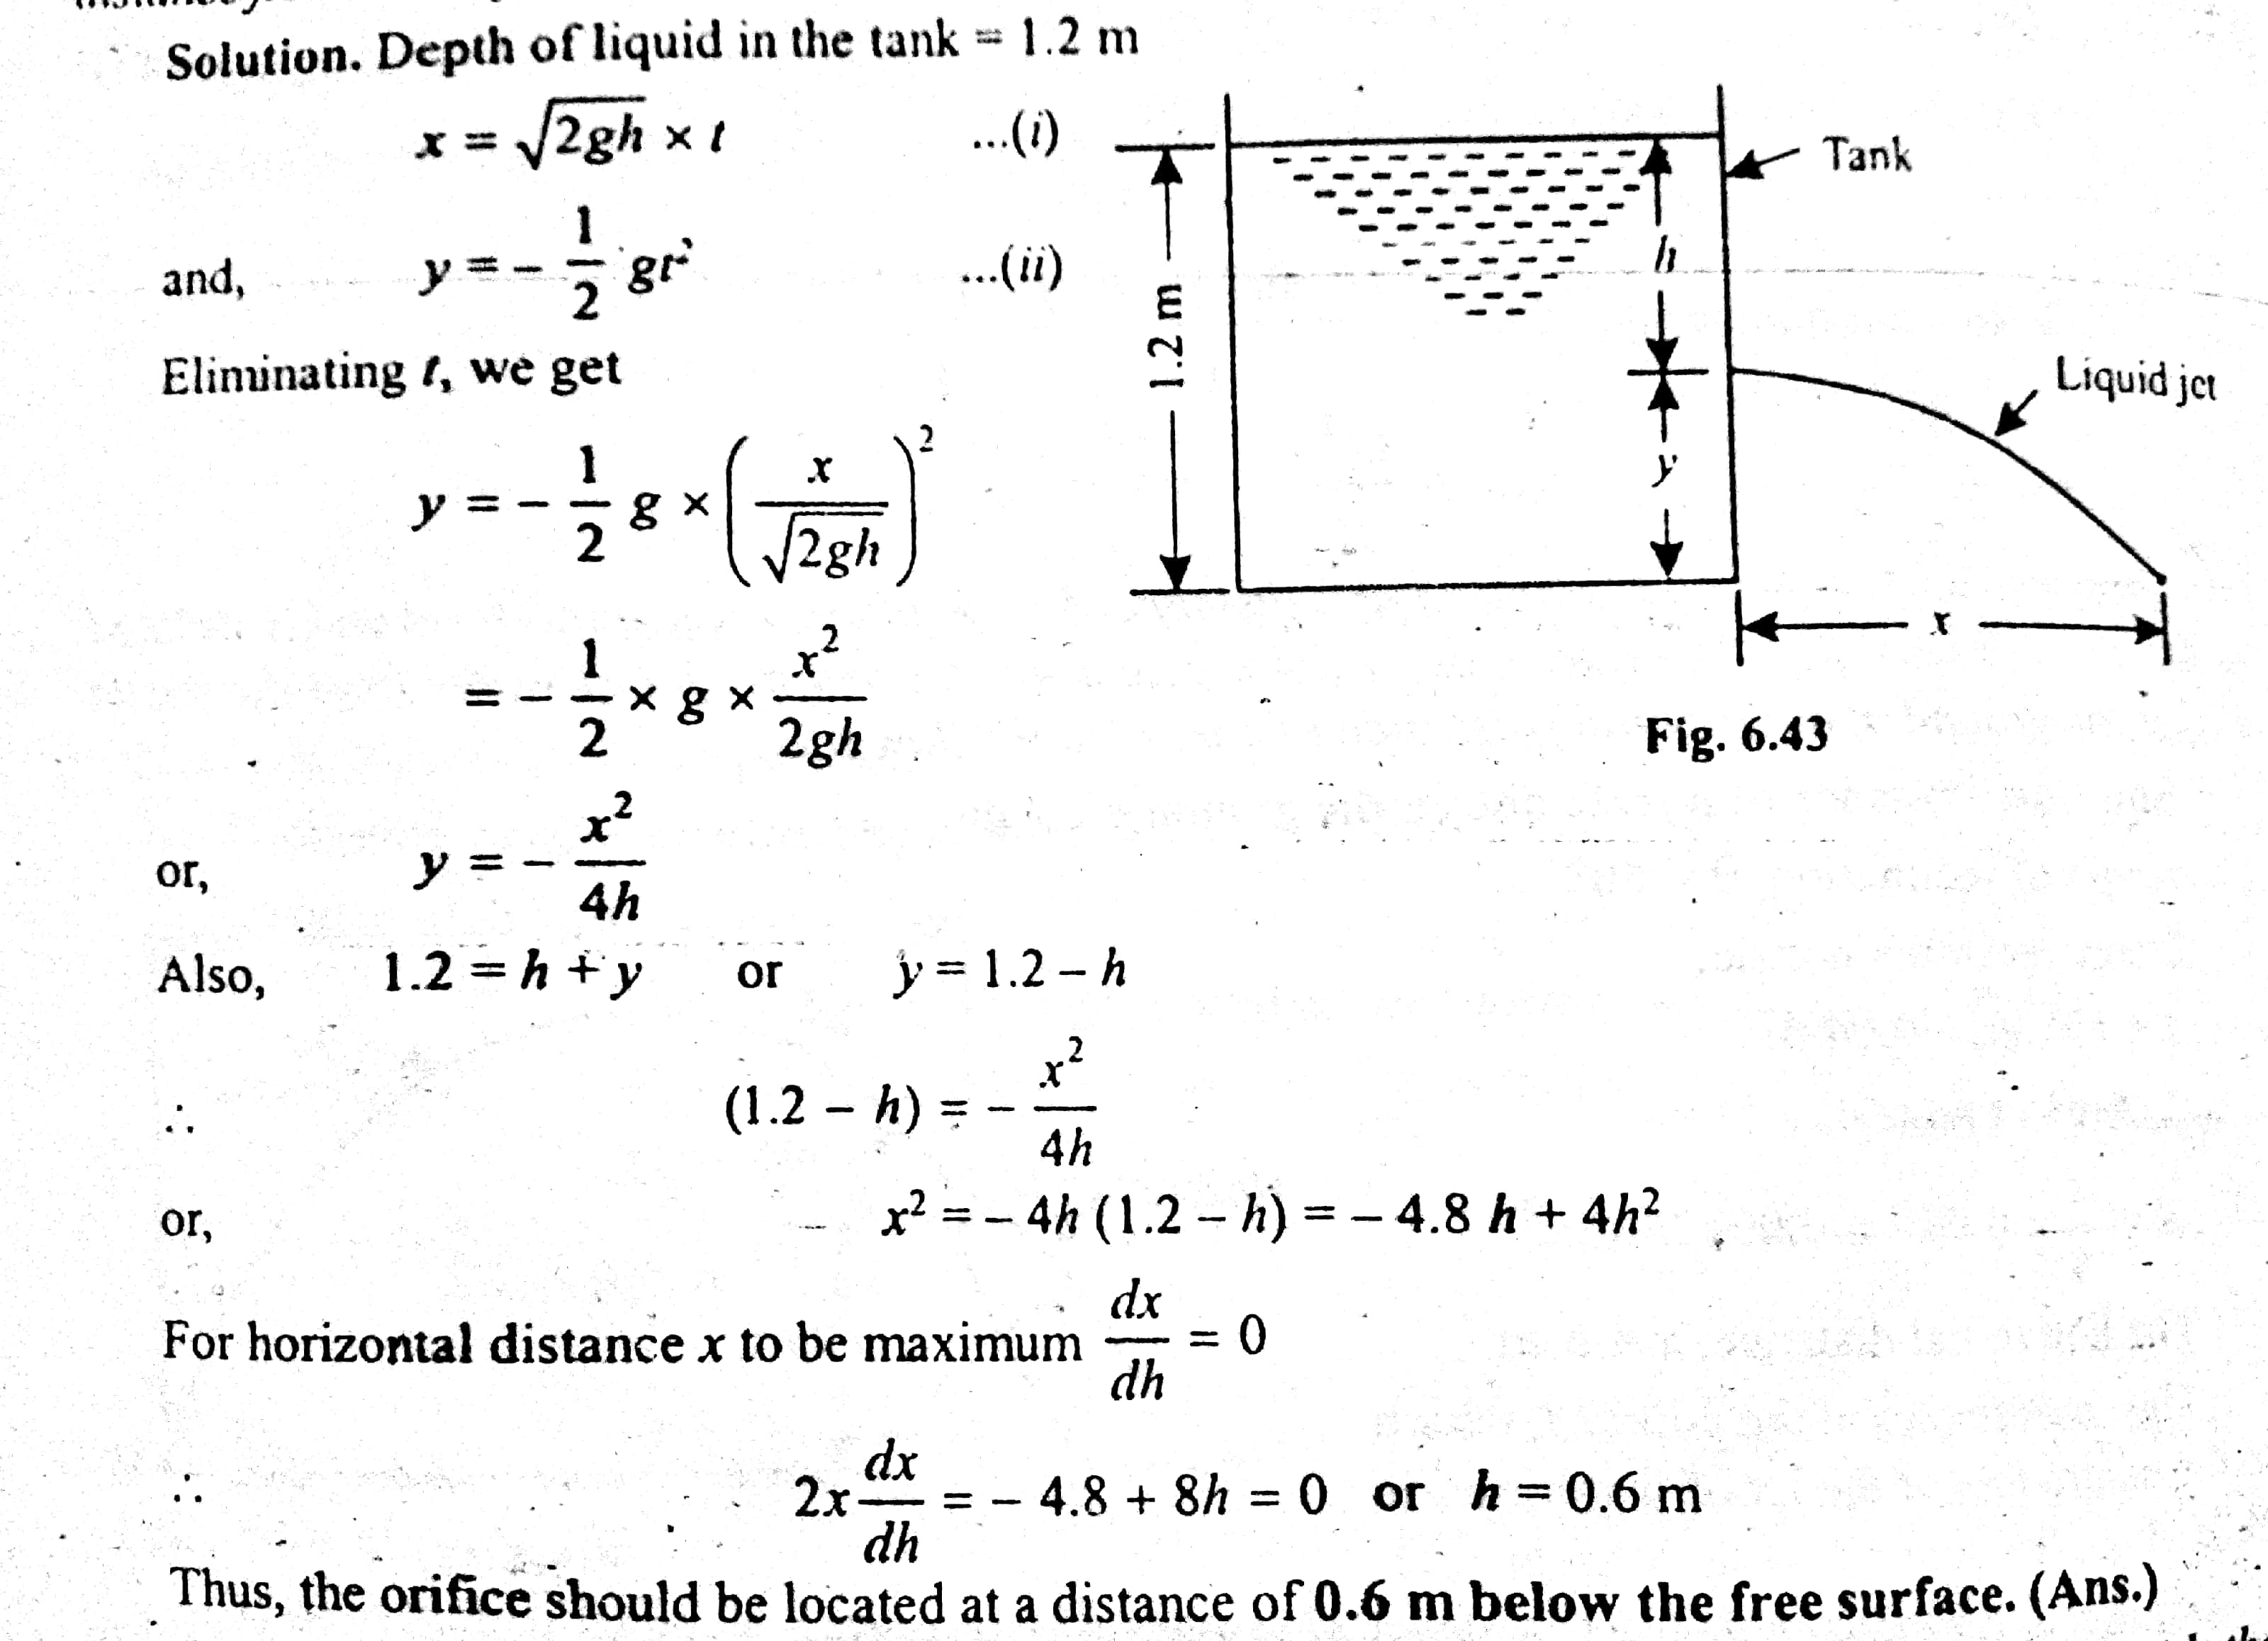 Solution. Depth of liquid in the tank = 1.2 m
x = √2gh × t ...(i)
and, y = – 1/2 gt² ...(ii)
Eliminating t, we get
y = – 1/2 g × (x/√2gh)²
= – 1/2 × g × x²/2gh
or, y = – x²/4h
Also, 1.2 = h + y or y = 1.2 – h
∴ (1.2 – h) = – x²/4h
or, x² = – 4h (1.2 – h) = – 4.8 h + 4h²
For horizontal distance x to be maximum dx/dh = 0
∴ 2x dx/dh = – 4.8 + 8h = 0 or h = 0.6 m
Thus, the orifice should be located at a distance of 0.6 m below the free surface. (Ans.)
Tank
h
1.2 m
Liquid jet
y
x
Fig. 6.43